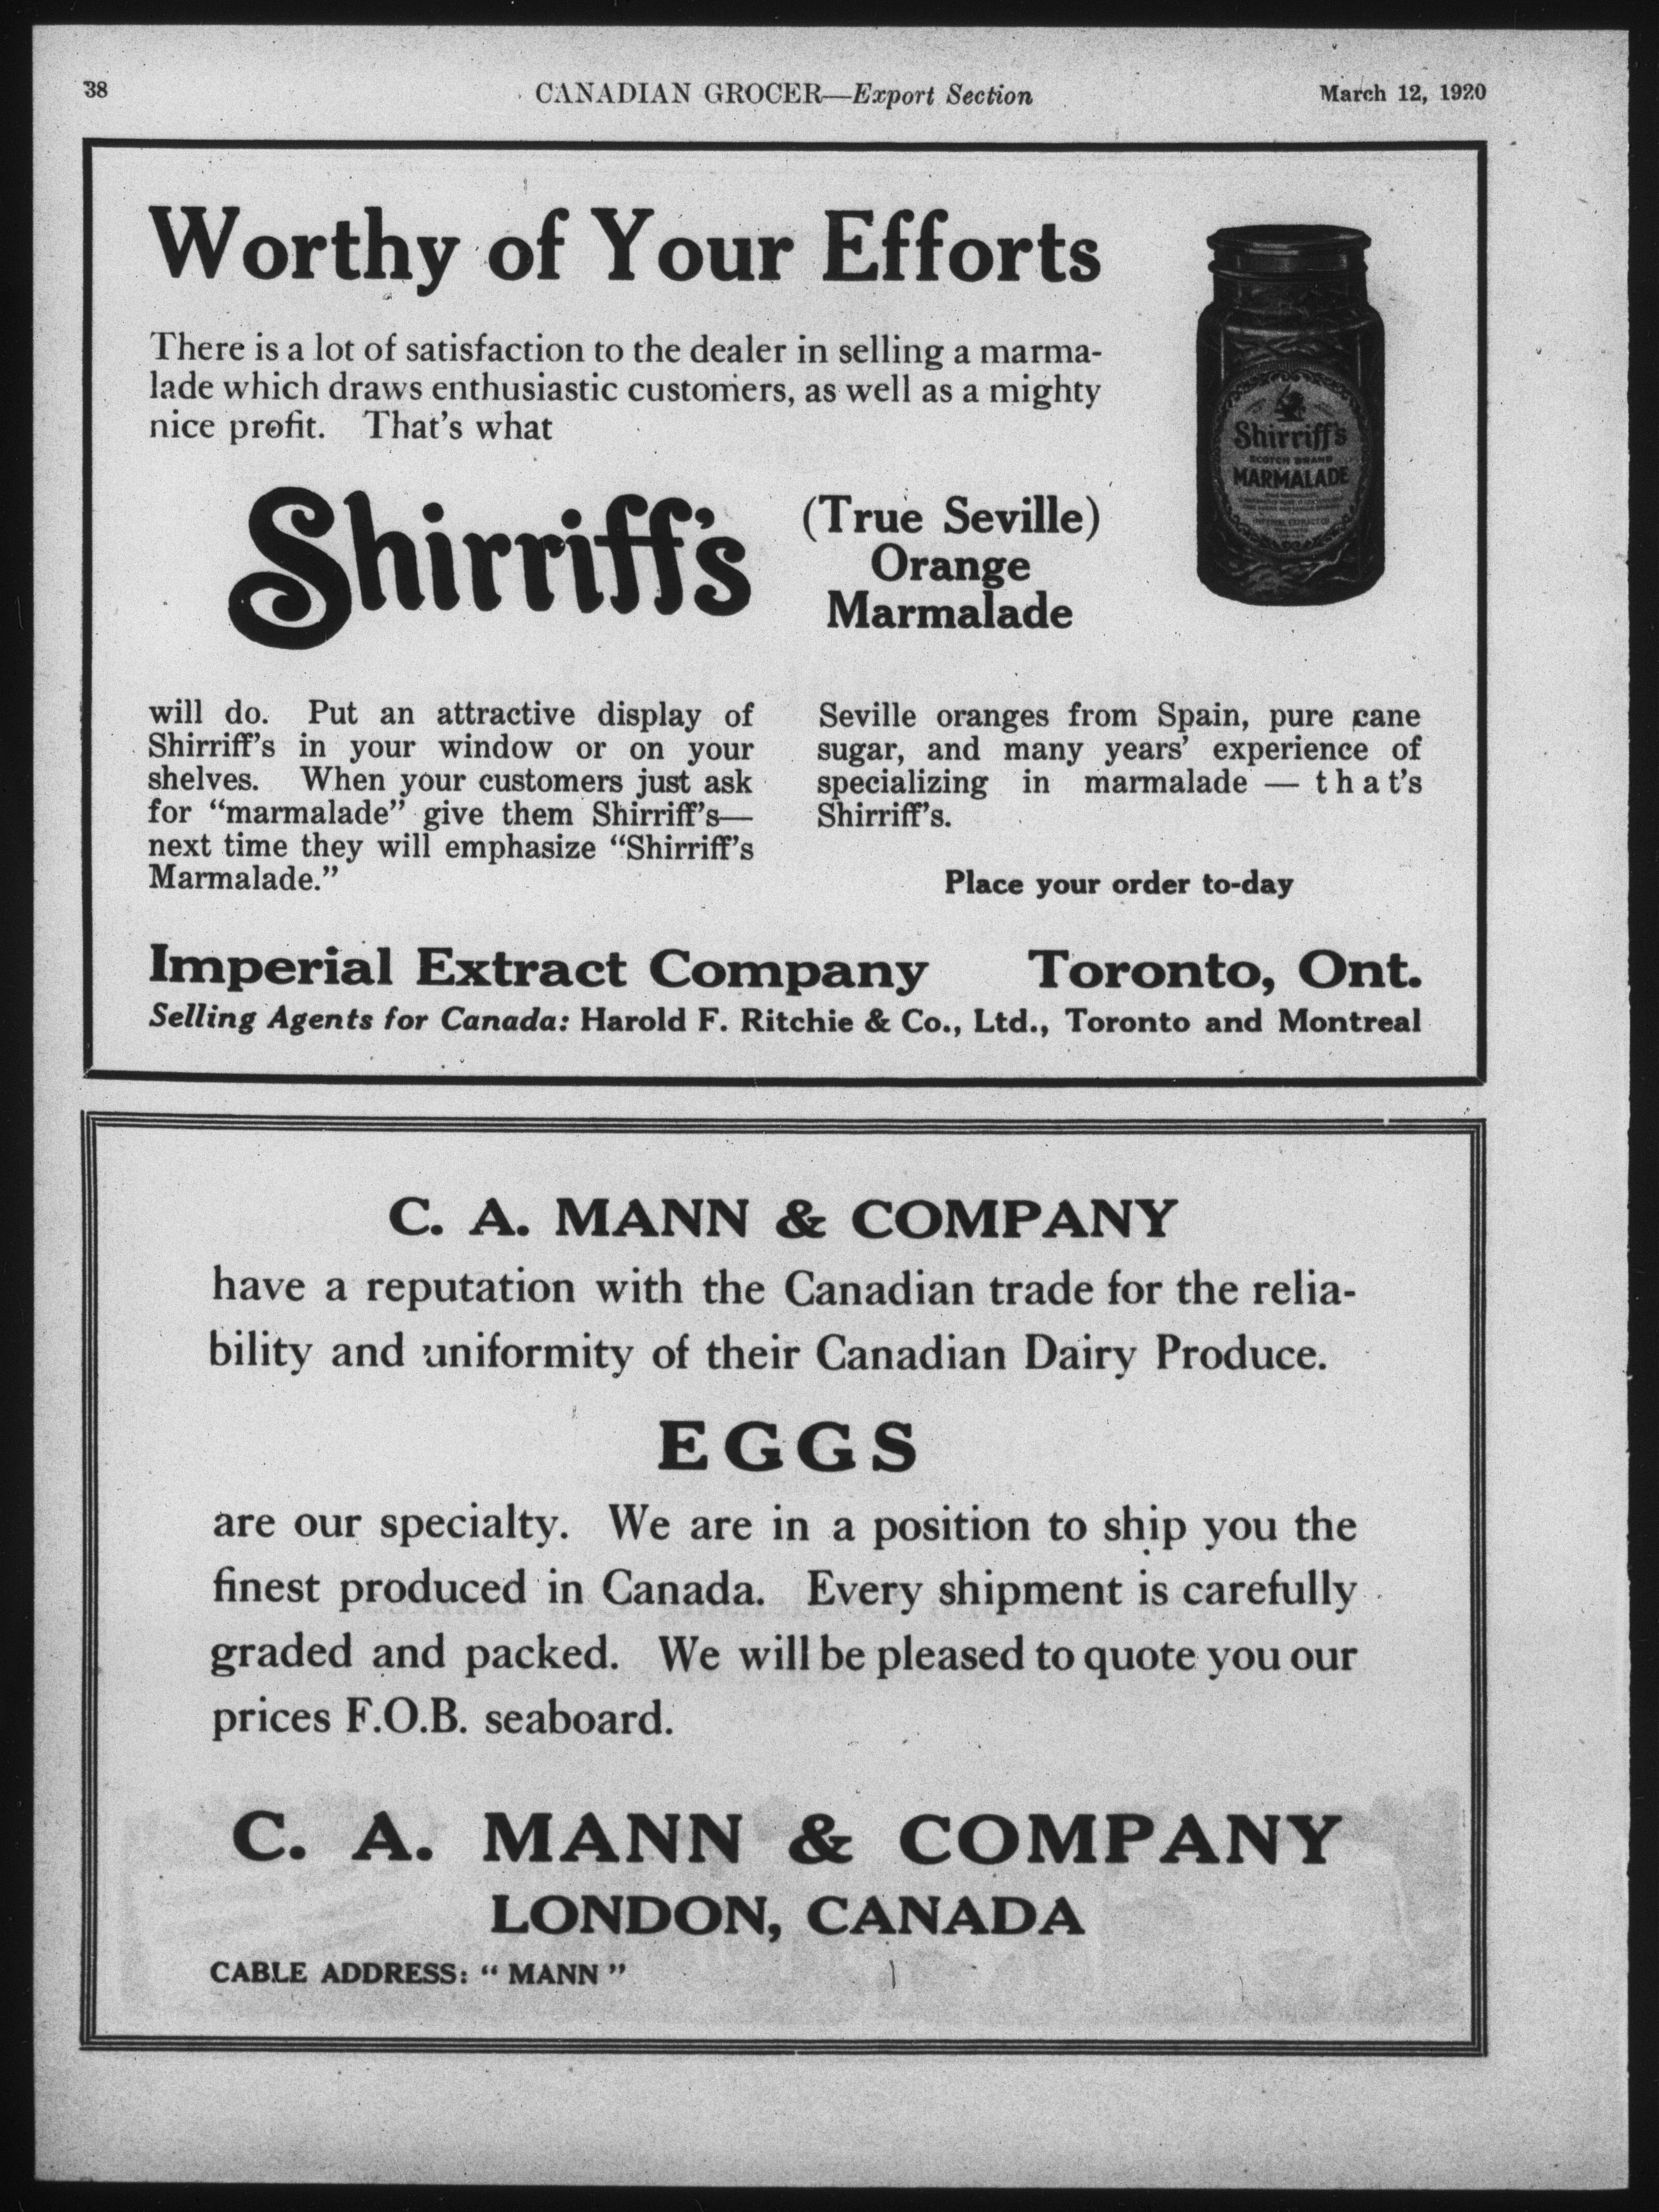 38
CANADIAN GROCER—Export Section
March 12, 1920
Worthy of Your Efforts
There is a lot of satisfaction to the dealer in selling a marma-
lade which draws enthusiastic customers, as well as a mighty
nice profit. That's what
Shirriff's
(True Seville)
Orange
Marmalade
Shirriff's
SCOTCH BRAND
MARMALADE
will do. Put an attractive display of
Shirriff's in your window or on your
shelves. When your customers just ask
for "marmalade" give them Shirriff's—
next time they will emphasize "Shirriff's
Marmalade."
Seville oranges from Spain, pure cane
sugar, and many years' experience of
specializing in marmalade — that's
Shirriff's.
Place your order to-day
Imperial Extract Company Toronto, Ont.
Selling Agents for Canada: Harold F. Ritchie & Co., Ltd., Toronto and Montreal
C. A. MANN & COMPANY
have a reputation with the Canadian trade for the relia-
bility and uniformity of their Canadian Dairy Produce.
EGGS
are our specialty. We are in a position to ship you the
finest produced in Canada. Every shipment is carefully
graded and packed. We will be pleased to quote you our
prices F.O.B. seaboard.
C. A. MANN & COMPANY
LONDON, CANADA
CABLE ADDRESS: "MANN"